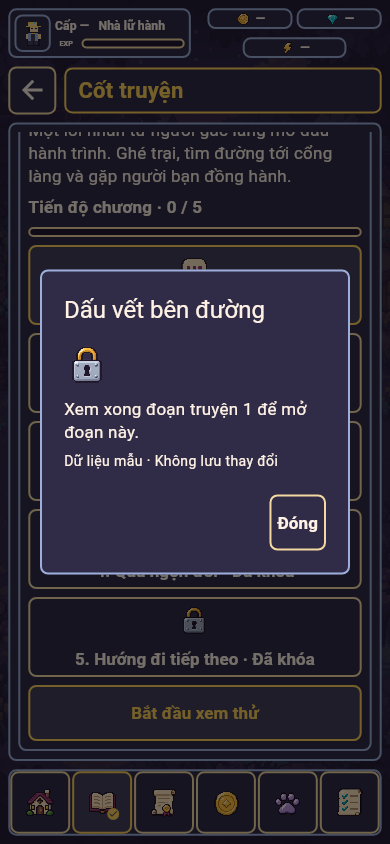 Cấp — Nhà lữ hành
EXP
—
—
—
Cốt truyện
hành trình. Ghé trại, tìm đường tới cổng
làng và gặp người bạn đồng hành.
Tiến độ chương · 0 / 5
Dấu vết bên đường
Xem xong đoạn truyện 1 để mở
đoạn này.
Dữ liệu mẫu · Không lưu thay đổi
Đóng
5. Hướng đi tiếp theo · Đã khóa
Bắt đầu xem thử